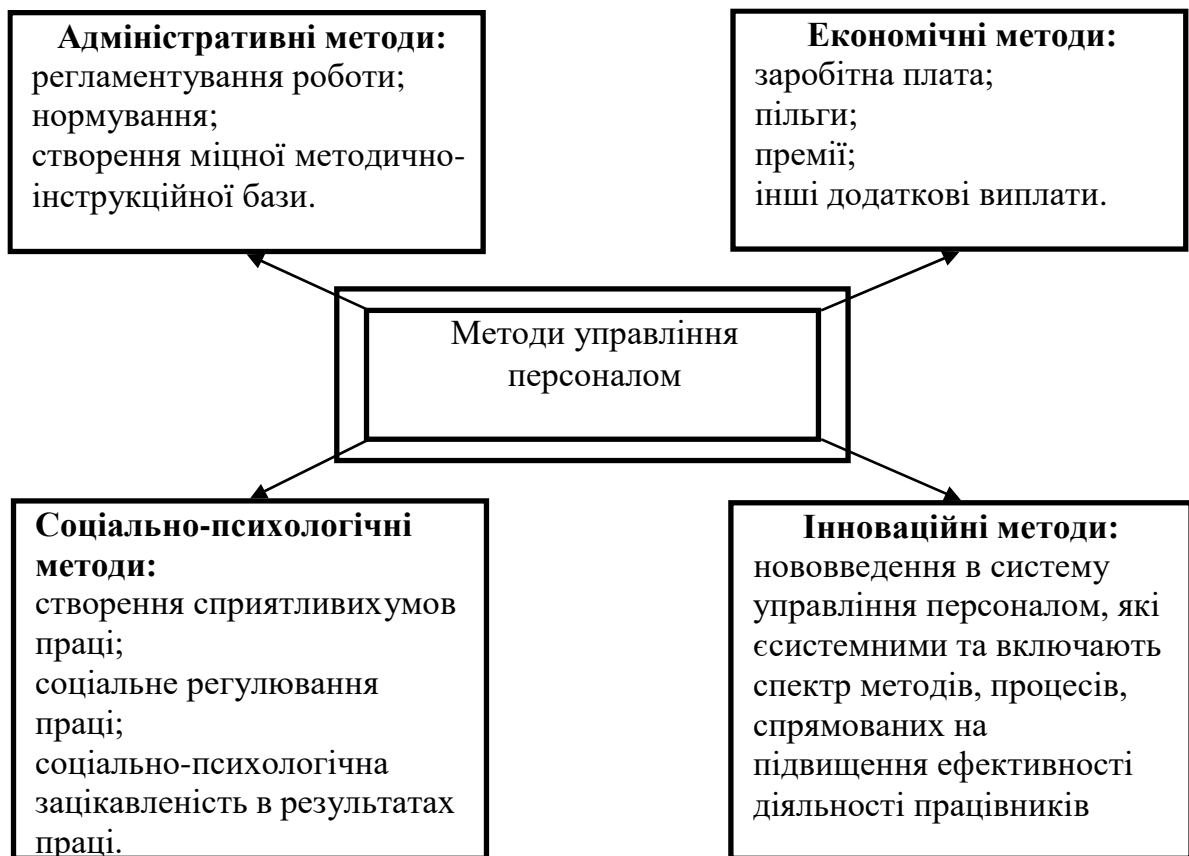 Адміністративні методи:
регламентування роботи;
нормування;
створення міцної методично-
інструкційної бази.
Економічні методи:
заробітна плата;
пільги;
премії;
інші додаткові виплати.
Методи управління
персоналом
Соціально-психологічні
методи:
створення сприятливихумов
праці;
соціальне регулювання
праці;
соціально-психологічна
зацікавленість в результатах
праці.
Інноваційні методи:
нововведення в систему
управління персоналом, які
єсистемними та включають
спектр методів, процесів,
спрямованих на
підвищення ефективності
діяльності працівників